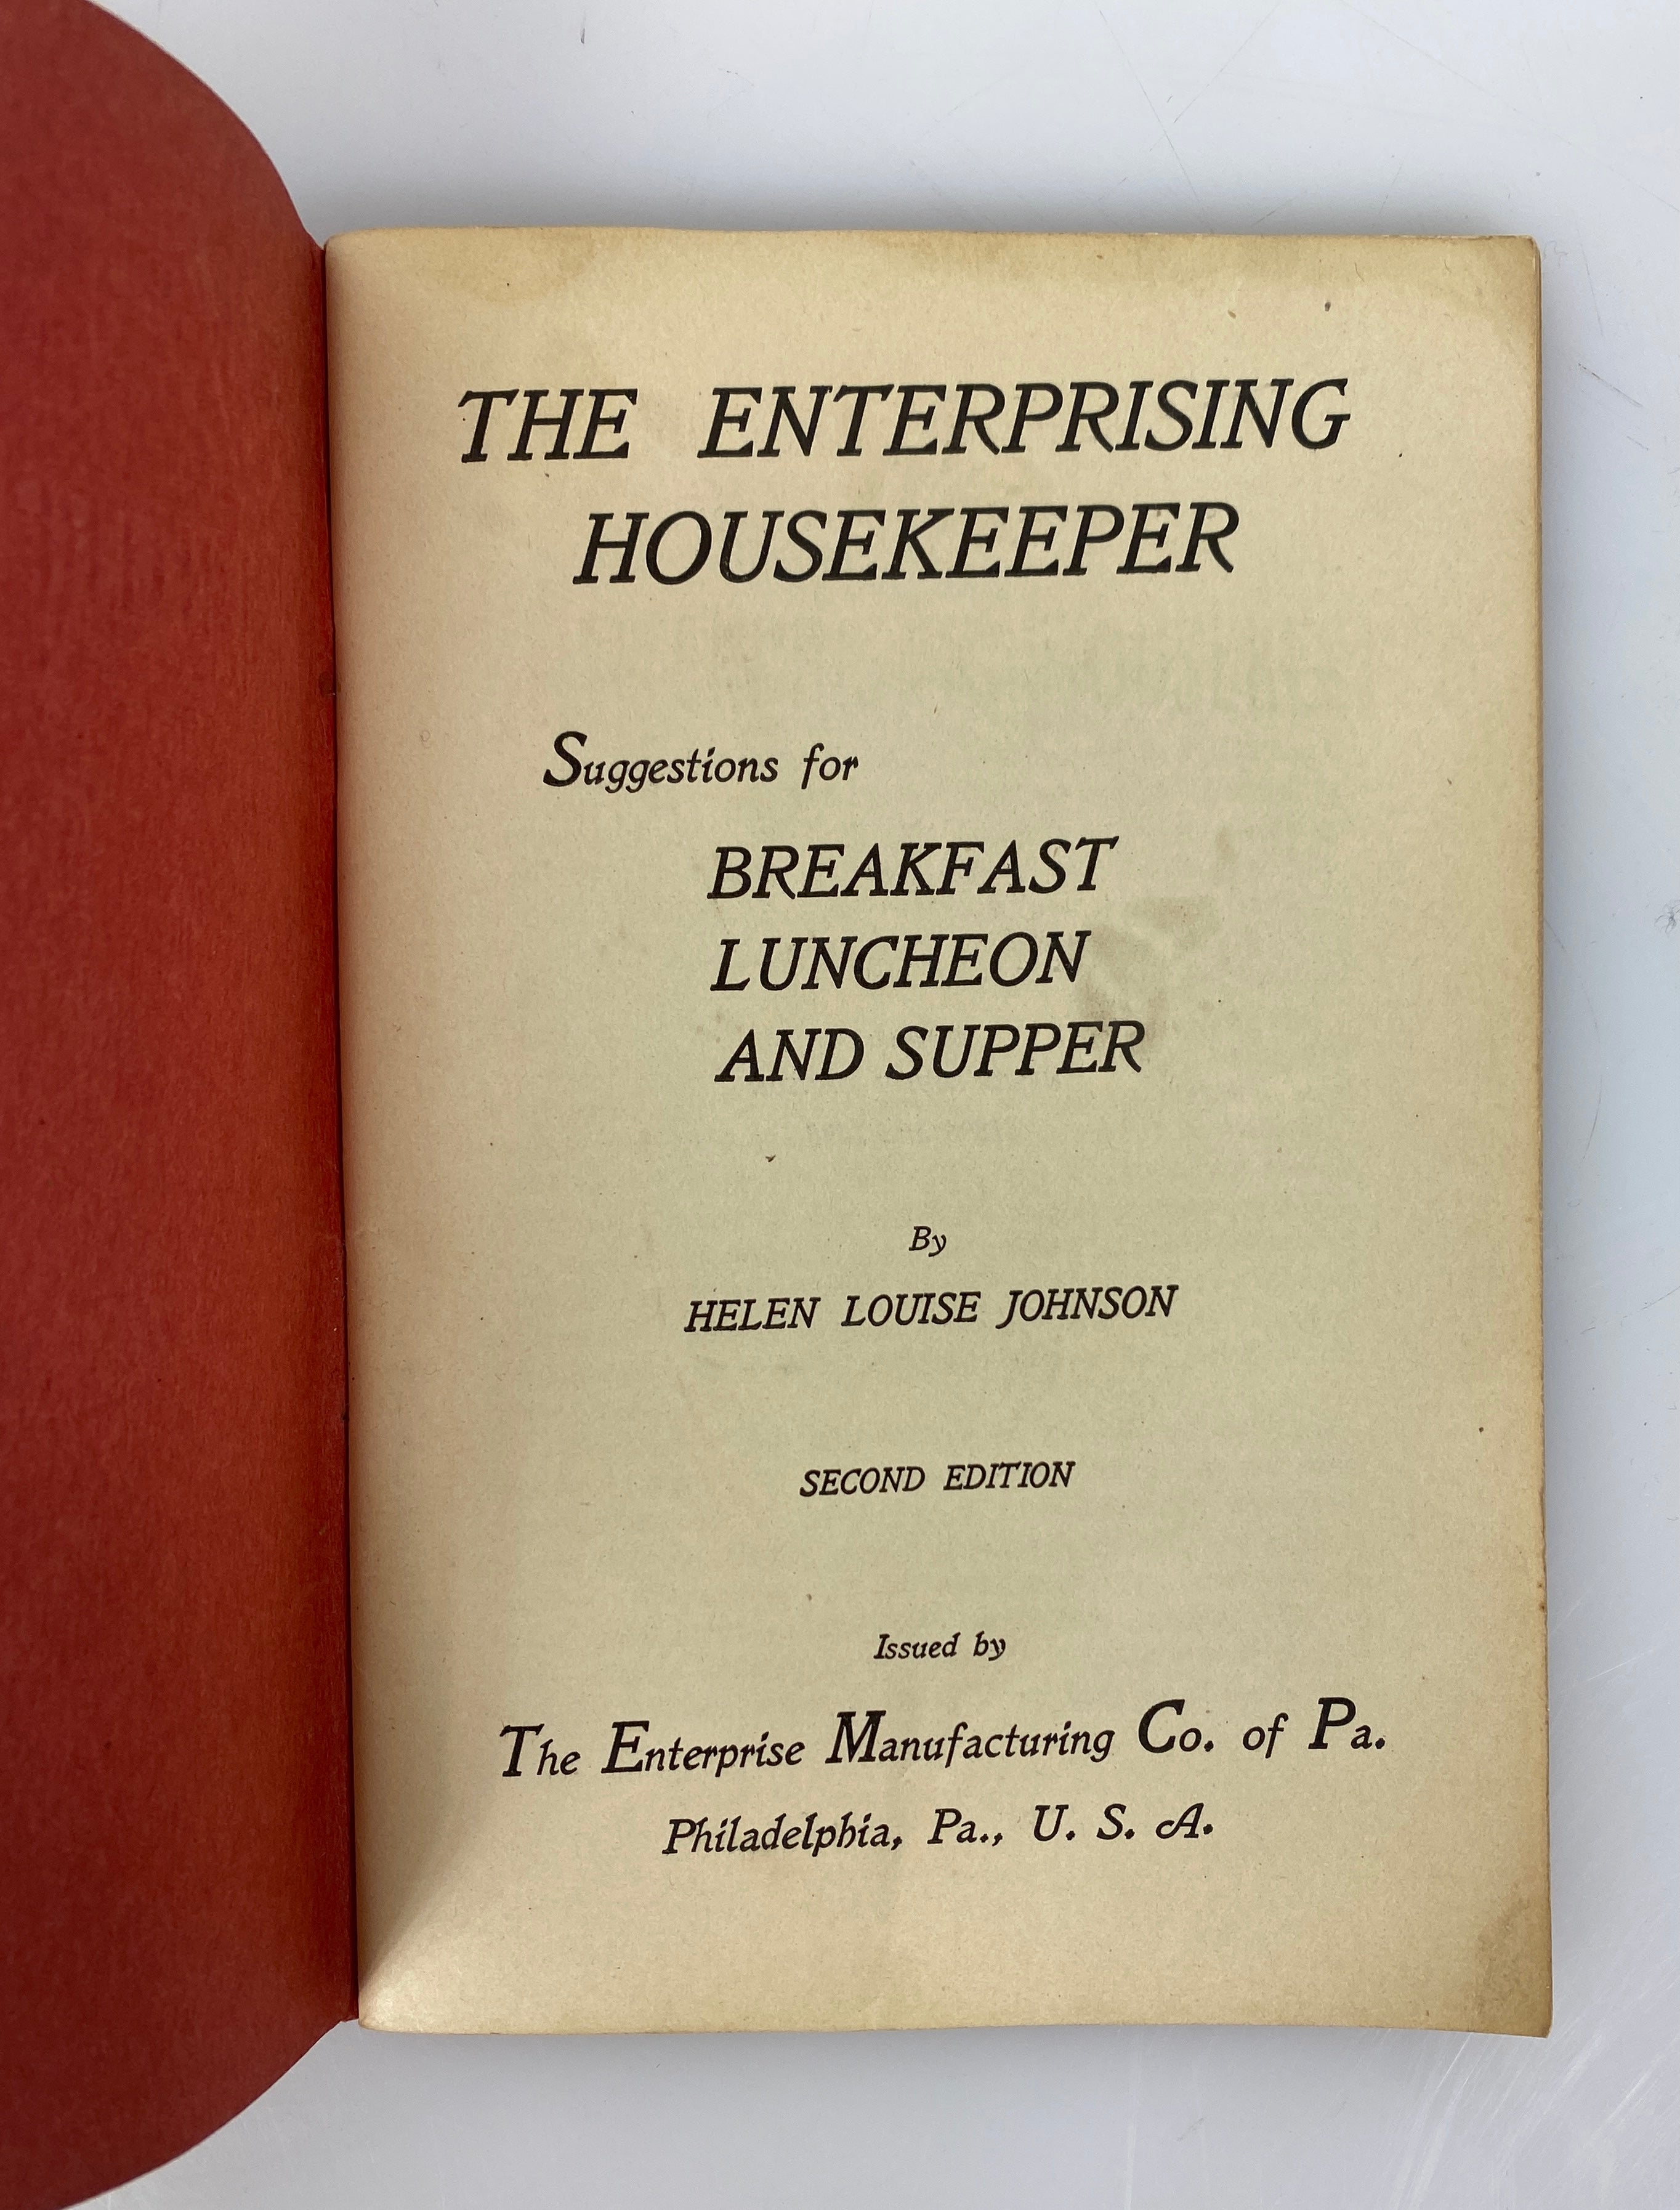 THE ENTERPRISING
HOUSEKEEPER
Suggestions for
BREAKFAST
LUNCHEON
AND SUPPER
By
HELEN LOUISE JOHNSON
SECOND EDITION
Issued by
The Enterprise Manufacturing Co. of Pa.
Philadelphia, Pa., U. S. A.